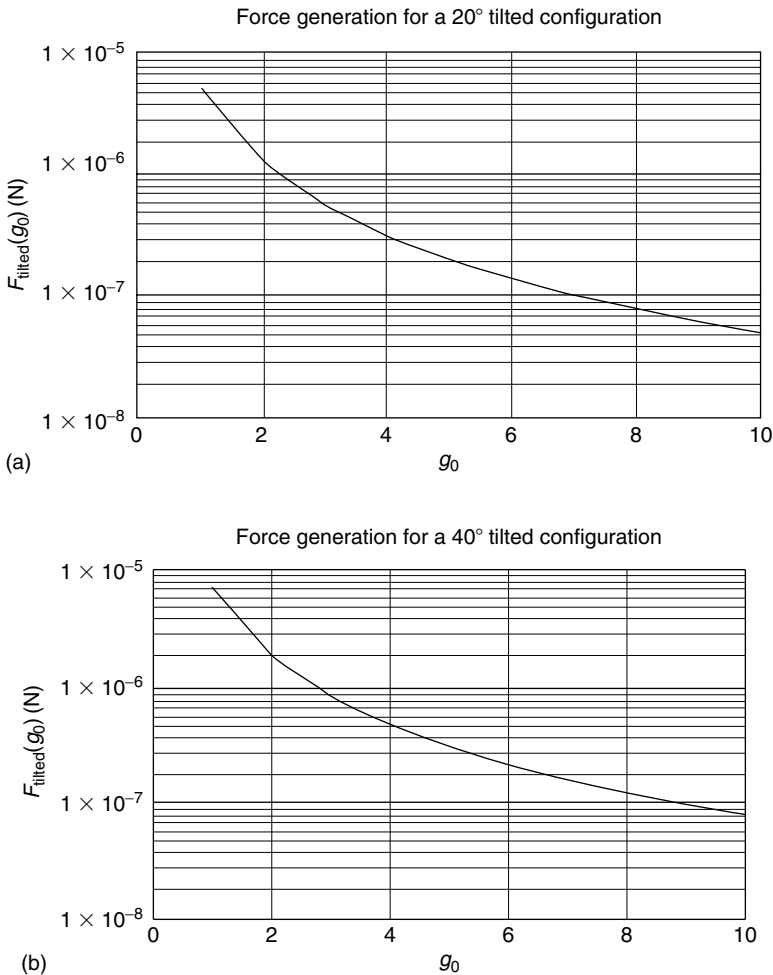 Force generation for a 20° tilted configuration
1 × 10⁻⁵
1 × 10⁻⁶
1 × 10⁻⁷
1 × 10⁻⁸
F_tilted(g₀) (N)
0 2 4 6 8 10
g₀
(a)
Force generation for a 40° tilted configuration
1 × 10⁻⁵
1 × 10⁻⁶
1 × 10⁻⁷
1 × 10⁻⁸
F_tilted(g₀) (N)
0 2 4 6 8 10
g₀
(b)